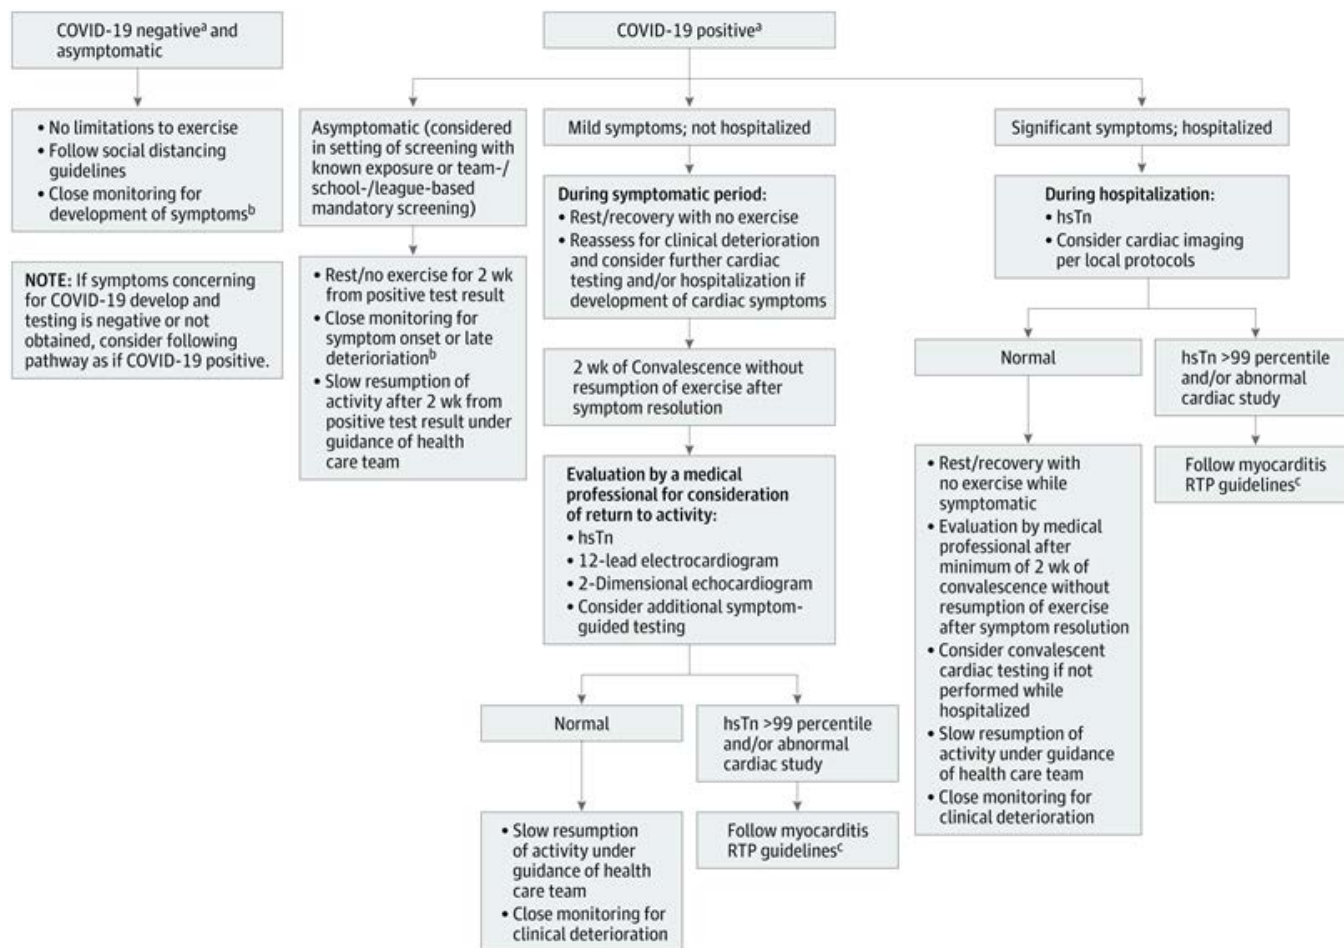 COVID-19 negativeᵃ and
asymptomatic
• No limitations to exercise
• Follow social distancing
guidelines
• Close monitoring for
development of symptomsᵇ
NOTE: If symptoms concerning
for COVID-19 develop and
testing is negative or not
obtained, consider following
pathway as if COVID-19 positive.
COVID-19 positiveᵃ
Asymptomatic (considered
in setting of screening with
known exposure or team-/
school-/league-based
mandatory screening)
• Rest/no exercise for 2 wk
from positive test result
• Close monitoring for
symptom onset or late
deterioriationᵇ
• Slow resumption of
activity after 2 wk from
positive test result under
guidance of health
care team
Mild symptoms; not hospitalized
During symptomatic period:
• Rest/recovery with no exercise
• Reassess for clinical deterioration
and consider further cardiac
testing and/or hospitalization if
development of cardiac symptoms
2 wk of Convalescence without
resumption of exercise after
symptom resolution
Evaluation by a medical
professional for consideration
of return to activity:
• hsTn
• 12-lead electrocardiogram
• 2-Dimensional echocardiogram
• Consider additional symptom-
guided testing
Normal
• Slow resumption
of activity under
guidance of health
care team
• Close monitoring for
clinical deterioration
hsTn >99 percentile
and/or abnormal
cardiac study
Follow myocarditis
RTP guidelinesᶜ
Significant symptoms; hospitalized
During hospitalization:
• hsTn
• Consider cardiac imaging
per local protocols
Normal
• Rest/recovery with
no exercise while
symptomatic
• Evaluation by medical
professional after
minimum of 2 wk of
convalescence without
resumption of exercise
after symptom resolution
• Consider convalescent
cardiac testing if not
performed while
hospitalized
• Slow resumption of
activity under guidance
of health care team
• Close monitoring for
clinical deterioration
hsTn >99 percentile
and/or abnormal
cardiac study
Follow myocarditis
RTP guidelinesᶜ